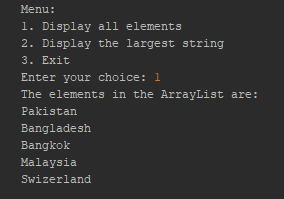 Menu:
1. Display all elements
2. Display the largest string
3. Exit
Enter your choice: 1
The elements in the ArrayList are:
Pakistan
Bangladesh
Bangkok
Malaysia
Swizerland